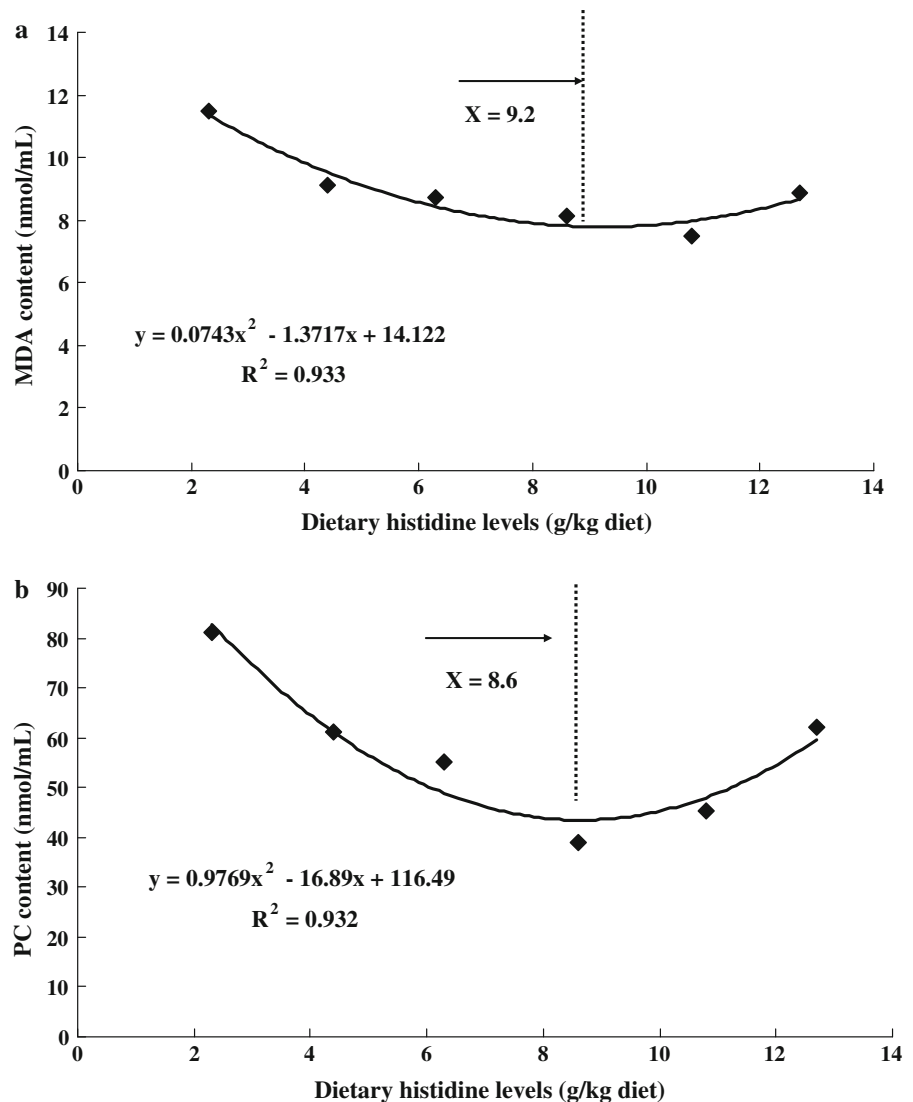 a
14
12
10
8
6
4
2
0
MDA content (nmol/mL)
X = 9.2
y = 0.0743x² - 1.3717x + 14.122
R² = 0.933
0 2 4 6 8 10 12 14
Dietary histidine levels (g/kg diet)
b
90
80
70
60
50
40
30
20
10
0
PC content (nmol/mL)
X = 8.6
y = 0.9769x² - 16.89x + 116.49
R² = 0.932
0 2 4 6 8 10 12 14
Dietary histidine levels (g/kg diet)